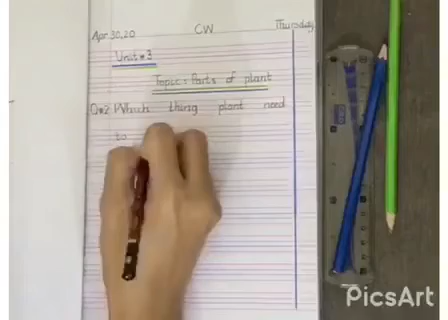 Apr 30,20 CW Thursday
Unit#3
Topic: Parts of plant
Q#2 Which thing plant need
to
PicsArt